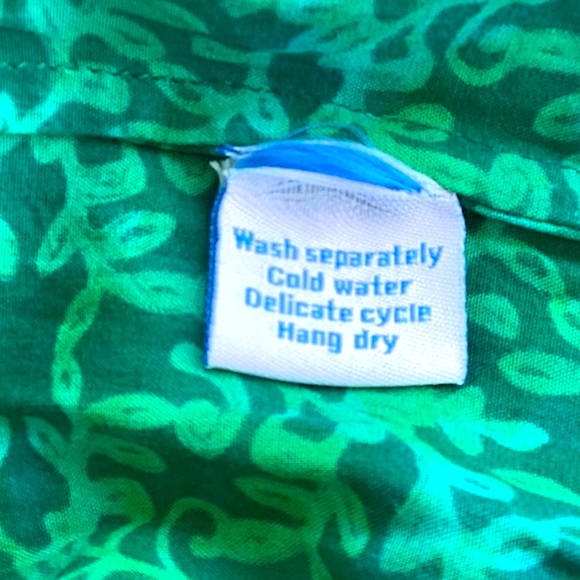 Wash separately
Cold water
Delicate cycle
Hang dry